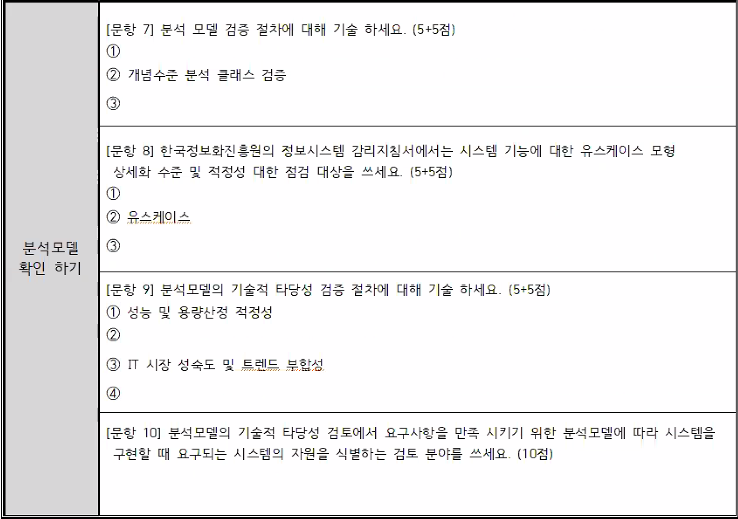 [문항 7] 분석 모델 검증 절차에 대해 기술 하세요. (5+5점)
①
② 개념수준 분석 클래스 검증
③
[문항 8] 한국정보화진흥원의 정보시스템 감리지침서에서는 시스템 기능에 대한 유스케이스 모형
상세화 수준 및 적정성 대한 점검 대상을 쓰세요. (5+5점)
①
② 유스케이스
③
분석모델
확인 하기
[문항 9] 분석모델의 기술적 타당성 검증 절차에 대해 기술 하세요. (5+5점)
① 성능 및 용량산정 적정성
②
③ IT 시장 성숙도 및 트렌드 부합성
④
[문항 10] 분석모델의 기술적 타당성 검토에서 요구사항을 만족 시키기 위한 분석모델에 따라 시스템을
구현할 때 요구되는 시스템의 자원을 식별하는 검토 분야를 쓰세요. (10점)